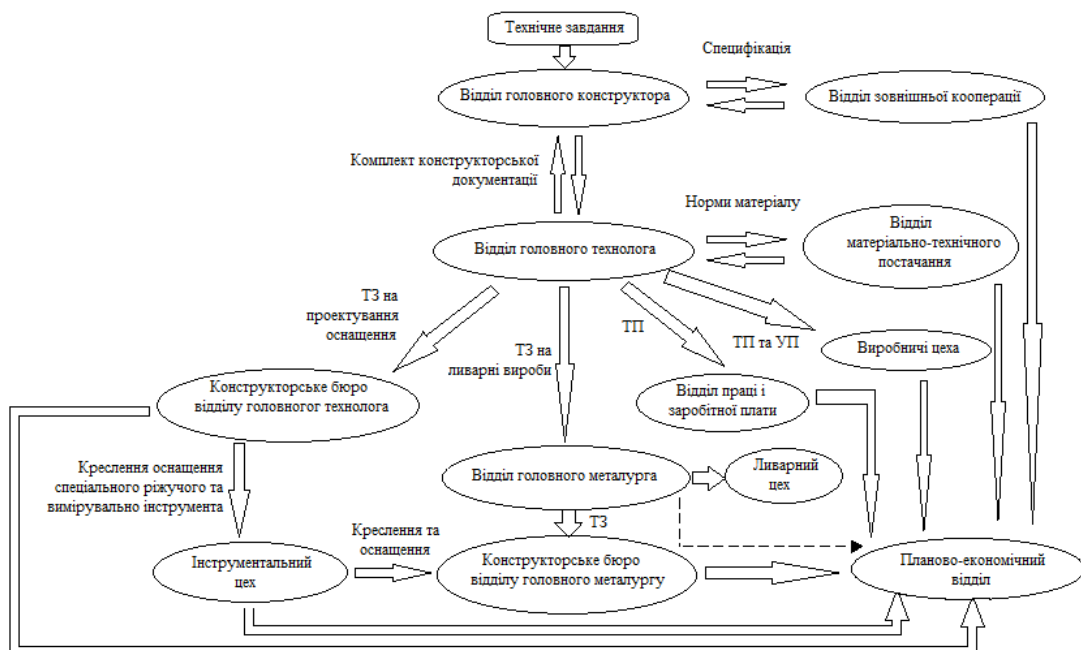 Технічне завдання
Специфікація
Відділ головного конструктора
Відділ зовнішньої кооперації
Комплект конструкторської
документації
Норми матеріалу
Відділ головного технолога
Відділ
матеріально-технічного
постачання
ТЗ на
проектування
оснащення
ТЗ на
ливарні вироби
ТП
ТП та УП
Виробничі цеха
Конструкторське бюро
відділу головногог технолога
Відділ праці і
заробітної плати
Креслення оснащення
спеціального ріжучого та
вимірувально інструмента
Відділ головного металурга
Ливарний
цех
ТЗ
Креслення та
оснащення
Інструментальний
цех
Конструкторське бюро
відділу головного металургу
Планово-економічний
відділ